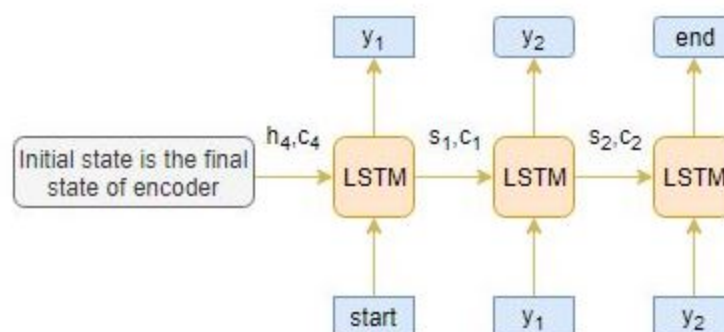 y₁ y₂ end
h₄,c₄ s₁,c₁ s₂,c₂
Initial state is the final
state of encoder
LSTM LSTM LSTM
start y₁ y₂